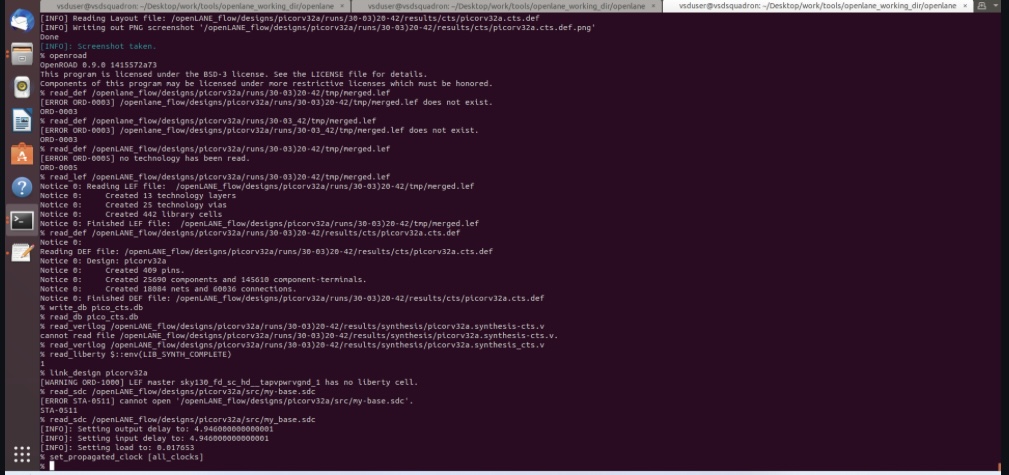 vsduser@vsdsquadron: ~/Desktop/work/tools/openlane_working_dir/openlane
vsduser@vsdsquadron: ~/Desktop/work/tools/openlane_working_dir/openlane
vsduser@vsdsquadron: ~/Desktop/work/tools/openlane_working_dir/openlane
[INFO] Reading Layout file: /openLANE_flow/designs/picorv32a/runs/30-03)20-42/results/cts/picorv32a.cts.def
[INFO] Writing out PNG screenshot '/openLANE_flow/designs/picorv32a/runs/30-03)20-42/results/cts/picorv32a.cts.def.png'
Done
[INFO]: Screenshot taken.
% openroad
OpenROAD 0.9.0 1415572a73
This program is licensed under the BSD-3 license. See the LICENSE file for details.
Components of this program may be licensed under more restrictive licenses which must be honored.
% read_def /openlane_flow/designs/picorv32a/runs/30-03)20-42/tmp/merged.lef
[ERROR ORD-0003] /openlane_flow/designs/picorv32a/runs/30-03)20-42/tmp/merged.lef does not exist.
ORD-0003
% read_def /openlane_flow/designs/picorv32a/runs/30-03_42/tmp/merged.lef
[ERROR ORD-0003] /openlane_flow/designs/picorv32a/runs/30-03_42/tmp/merged.lef does not exist.
ORD-0003
% read_def /openLANE_flow/designs/picorv32a/runs/30-03)20-42/tmp/merged.lef
[ERROR ORD-0005] no technology has been read.
ORD-0005
% read_lef /openLANE_flow/designs/picorv32a/runs/30-03)20-42/tmp/merged.lef
Notice 0: Reading LEF file:  /openLANE_flow/designs/picorv32a/runs/30-03)20-42/tmp/merged.lef
Notice 0:     Created 13 technology layers
Notice 0:     Created 25 technology vias
Notice 0:     Created 442 library cells
Notice 0: Finished LEF file:  /openLANE_flow/designs/picorv32a/runs/30-03)20-42/tmp/merged.lef
% read_def /openLANE_flow/designs/picorv32a/runs/30-03)20-42/results/cts/picorv32a.cts.def
Notice 0:
Reading DEF file: /openLANE_flow/designs/picorv32a/runs/30-03)20-42/results/cts/picorv32a.cts.def
Notice 0: Design: picorv32a
Notice 0:     Created 409 pins.
Notice 0:     Created 25690 components and 145610 component-terminals.
Notice 0:     Created 18084 nets and 60036 connections.
Notice 0: Finished DEF file: /openLANE_flow/designs/picorv32a/runs/30-03)20-42/results/cts/picorv32a.cts.def
% write_db pico_cts.db
% read_db pico_cts.db
% read_verilog /openLANE_flow/designs/picorv32a/runs/30-03)20-42/results/synthesis/picorv32a.synthesis-cts.v
cannot read file /openLANE_flow/designs/picorv32a/runs/30-03)20-42/results/synthesis/picorv32a.synthesis-cts.v.
% read_verilog /openLANE_flow/designs/picorv32a/runs/30-03)20-42/results/synthesis/picorv32a.synthesis_cts.v
% read_liberty $::env(LIB_SYNTH_COMPLETE)
1
% link_design picorv32a
[WARNING ORD-1000] LEF master sky130_fd_sc_hd__tapvpwrvgnd_1 has no liberty cell.
% read_sdc /openLANE_flow/designs/picorv32a/src/my-base.sdc
[ERROR STA-0511] cannot open '/openLANE_flow/designs/picorv32a/src/my-base.sdc'.
STA-0511
% read_sdc /openLANE_flow/designs/picorv32a/src/my_base.sdc
[INFO]: Setting output delay to: 4.946000000000001
[INFO]: Setting input delay to: 4.946000000000001
[INFO]: Setting load to: 0.017653
% set_propagated_clock [all_clocks]
%